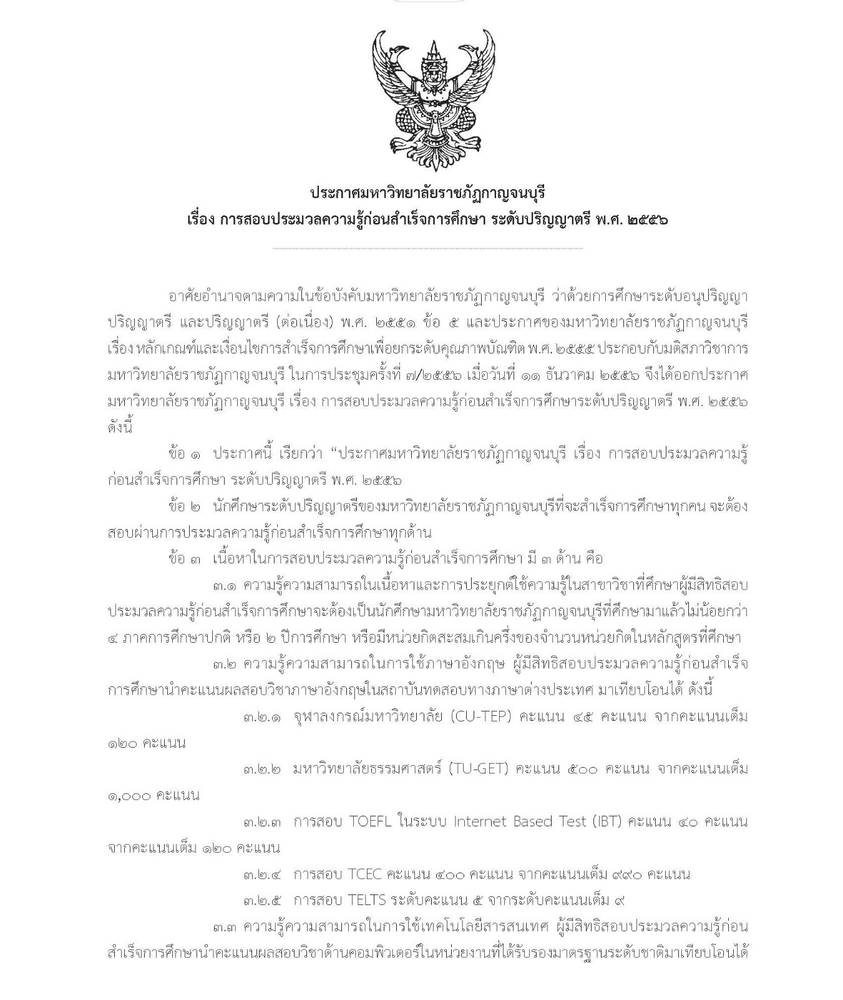 ประกาศมหาวิทยาลัยราชภัฏกาญจนบุรี
เรื่อง การสอบประมวลความรู้ก่อนสำเร็จการศึกษา ระดับปริญญาตรี พ.ศ. ๒๕๕๖
อาศัยอำนาจตามความในข้อบังคับมหาวิทยาลัยราชภัฏกาญจนบุรี ว่าด้วยการศึกษาระดับอนุปริญญา
ปริญญาตรี และปริญญาตรี (ต่อเนื่อง) พ.ศ. ๒๕๕๑ ข้อ ๕ และประกาศของมหาวิทยาลัยราชภัฏกาญจนบุรี
เรื่อง หลักเกณฑ์และเงื่อนไขการสำเร็จการศึกษาเพื่อยกระดับคุณภาพบัณฑิต พ.ศ. ๒๕๕๕ ประกอบกับมติสภาวิชาการ
มหาวิทยาลัยราชภัฏกาญจนบุรี ในการประชุมครั้งที่ ๗/๒๕๕๖ เมื่อวันที่ ๑๑ ธันวาคม ๒๕๕๖ จึงได้ออกประกาศ
มหาวิทยาลัยราชภัฏกาญจนบุรี เรื่อง การสอบประมวลความรู้ก่อนสำเร็จการศึกษาระดับปริญญาตรี พ.ศ. ๒๕๕๖
ดังนี้
ข้อ ๑ ประกาศนี้ เรียกว่า “ประกาศมหาวิทยาลัยราชภัฏกาญจนบุรี เรื่อง การสอบประมวลความรู้
ก่อนสำเร็จการศึกษา ระดับปริญญาตรี พ.ศ. ๒๕๕๖
ข้อ ๒ นักศึกษาระดับปริญญาตรีของมหาวิทยาลัยราชภัฏกาญจนบุรีที่จะสำเร็จการศึกษาทุกคน จะต้อง
สอบผ่านการประมวลความรู้ก่อนสำเร็จการศึกษาทุกด้าน
ข้อ ๓ เนื้อหาในการสอบประมวลความรู้ก่อนสำเร็จการศึกษา มี ๓ ด้าน คือ
๓.๑ ความรู้ความสามารถในเนื้อหาและการประยุกต์ใช้ความรู้ในสาขาวิชาที่ศึกษาผู้มีสิทธิสอบ
ประมวลความรู้ก่อนสำเร็จการศึกษาจะต้องเป็นนักศึกษามหาวิทยาลัยราชภัฏกาญจนบุรีที่ศึกษามาแล้วไม่น้อยกว่า
๔ ภาคการศึกษาปกติ หรือ ๒ ปีการศึกษา หรือมีหน่วยกิตสะสมเกินครึ่งของจำนวนหน่วยกิตในหลักสูตรที่ศึกษา
๓.๒ ความรู้ความสามารถในการใช้ภาษาอังกฤษ ผู้มีสิทธิสอบประมวลความรู้ก่อนสำเร็จ
การศึกษานำคะแนนผลสอบวิชาภาษาอังกฤษในสถาบันทดสอบทางภาษาต่างประเทศ มาเทียบโอนได้ ดังนี้
๓.๒.๑ จุฬาลงกรณ์มหาวิทยาลัย (CU-TEP) คะแนน ๔๕ คะแนน จากคะแนนเต็ม
๑๒๐ คะแนน
๓.๒.๒ มหาวิทยาลัยธรรมศาสตร์ (TU-GET) คะแนน ๕๐๐ คะแนน จากคะแนนเต็ม
๑,๐๐๐ คะแนน
๓.๒.๓ การสอบ TOEFL ในระบบ Internet Based Test (IBT) คะแนน ๔๐ คะแนน
จากคะแนนเต็ม ๑๒๐ คะแนน
๓.๒.๔ การสอบ TCEC คะแนน ๔๐๐ คะแนน จากคะแนนเต็ม ๙๙๐ คะแนน
๓.๒.๕ การสอบ TELTS ระดับคะแนน ๕ จากระดับคะแนนเต็ม ๙
๓.๓ ความรู้ความสามารถในการใช้เทคโนโลยีสารสนเทศ ผู้มีสิทธิสอบประมวลความรู้ก่อน
สำเร็จการศึกษานำคะแนนผลสอบวิชาด้านคอมพิวเตอร์ในหน่วยงานที่ได้รับรองมาตรฐานระดับชาติมาเทียบโอนได้